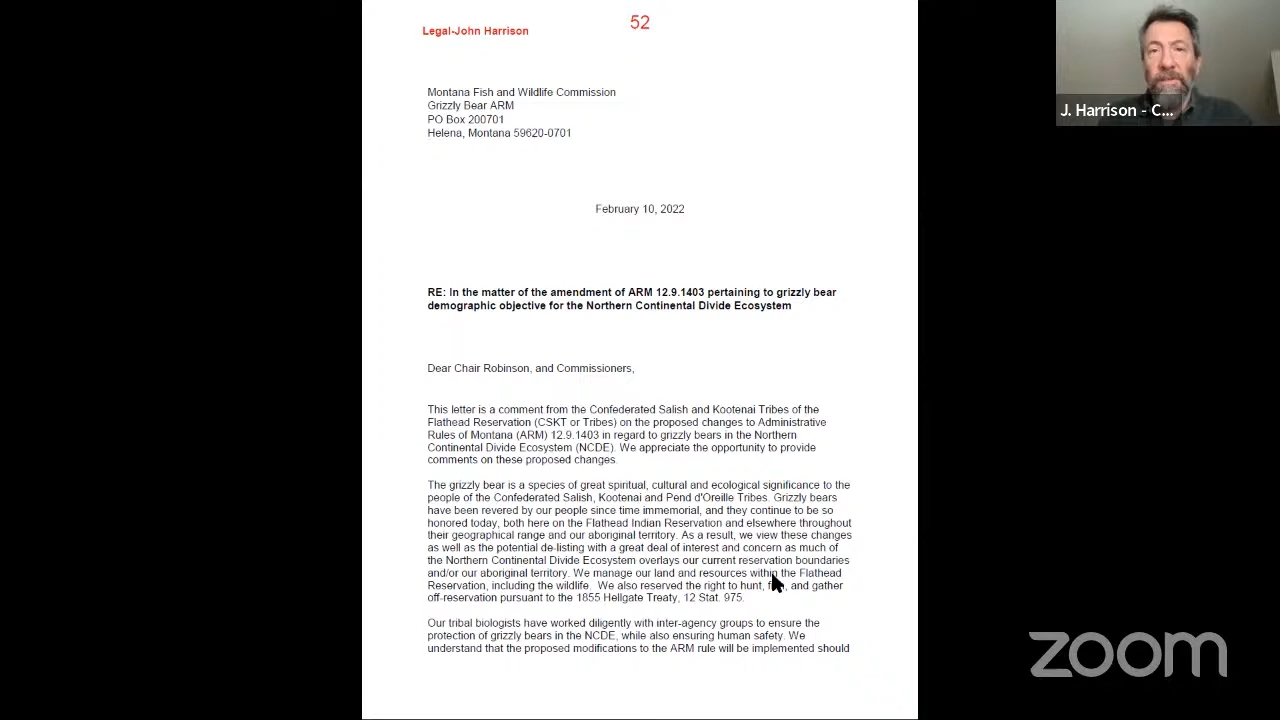 52
Legal-John Harrison
Montana Fish and Wildlife Commission
Grizzly Bear ARM
PO Box 200701
Helena, Montana 59620-0701
February 10, 2022
RE: In the matter of the amendment of ARM 12.9.1403 pertaining to grizzly bear
demographic objective for the Northern Continental Divide Ecosystem
Dear Chair Robinson, and Commissioners,
This letter is a comment from the Confederated Salish and Kootenai Tribes of the
Flathead Reservation (CSKT or Tribes) on the proposed changes to Administrative
Rules of Montana (ARM) 12.9.1403 in regard to grizzly bears in the Northern
Continental Divide Ecosystem (NCDE). We appreciate the opportunity to provide
comments on these proposed changes.
The grizzly bear is a species of great spiritual, cultural and ecological significance to the
people of the Confederated Salish, Kootenai and Pend d'Oreille Tribes. Grizzly bears
have been revered by our people since time immemorial, and they continue to be so
honored today, both here on the Flathead Indian Reservation and elsewhere throughout
their geographical range and our aboriginal territory. As a result, we view these changes
as well as the potential de-listing with a great deal of interest and concern as much of
the Northern Continental Divide Ecosystem overlays our current reservation boundaries
and/or our aboriginal territory. We manage our land and resources within the Flathead
Reservation, including the wildlife. We also reserved the right to hunt, and gather
off-reservation pursuant to the 1855 Hellgate Treaty, 12 Stat. 975.
Our tribal biologists have worked diligently with inter-agency groups to ensure the
protection of grizzly bears in the NCDE, while also ensuring human safety. We
understand that the proposed modifications to the ARM rule will be implemented should
J. Harrison - C...
zoom